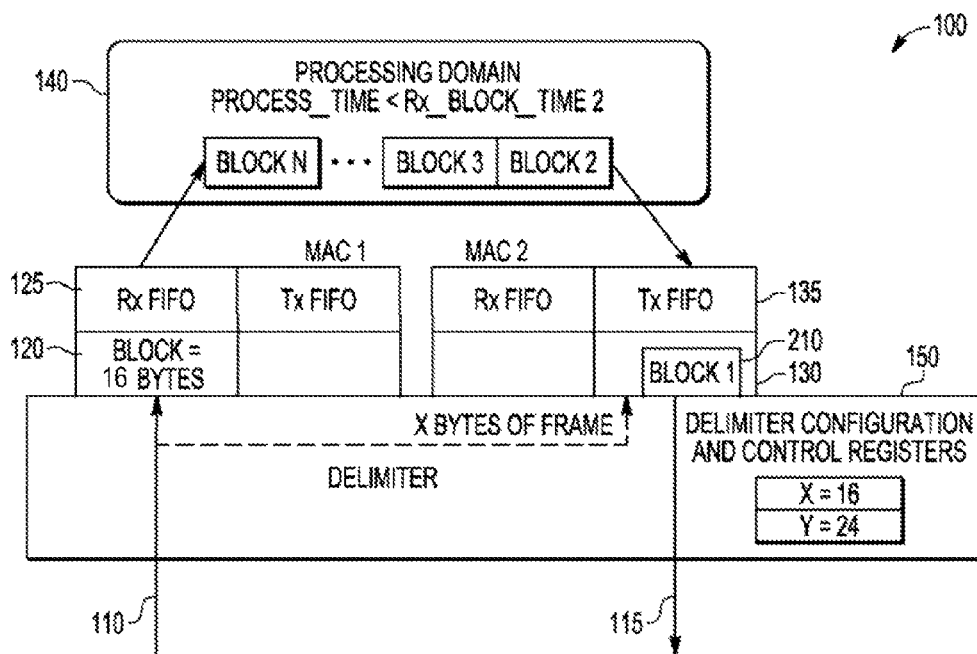 100
140
PROCESSING DOMAIN
PROCESS_TIME < Rx_BLOCK_TIME 2
BLOCK N
• • •
BLOCK 3
BLOCK 2
MAC 1
MAC 2
125
Rx FIFO
Tx FIFO
Rx FIFO
Tx FIFO
135
120
BLOCK =
16 BYTES
210
BLOCK 1
130
150
X BYTES OF FRAME
DELIMITER
DELIMITER CONFIGURATION
AND CONTROL REGISTERS
X = 16
Y = 24
110
115